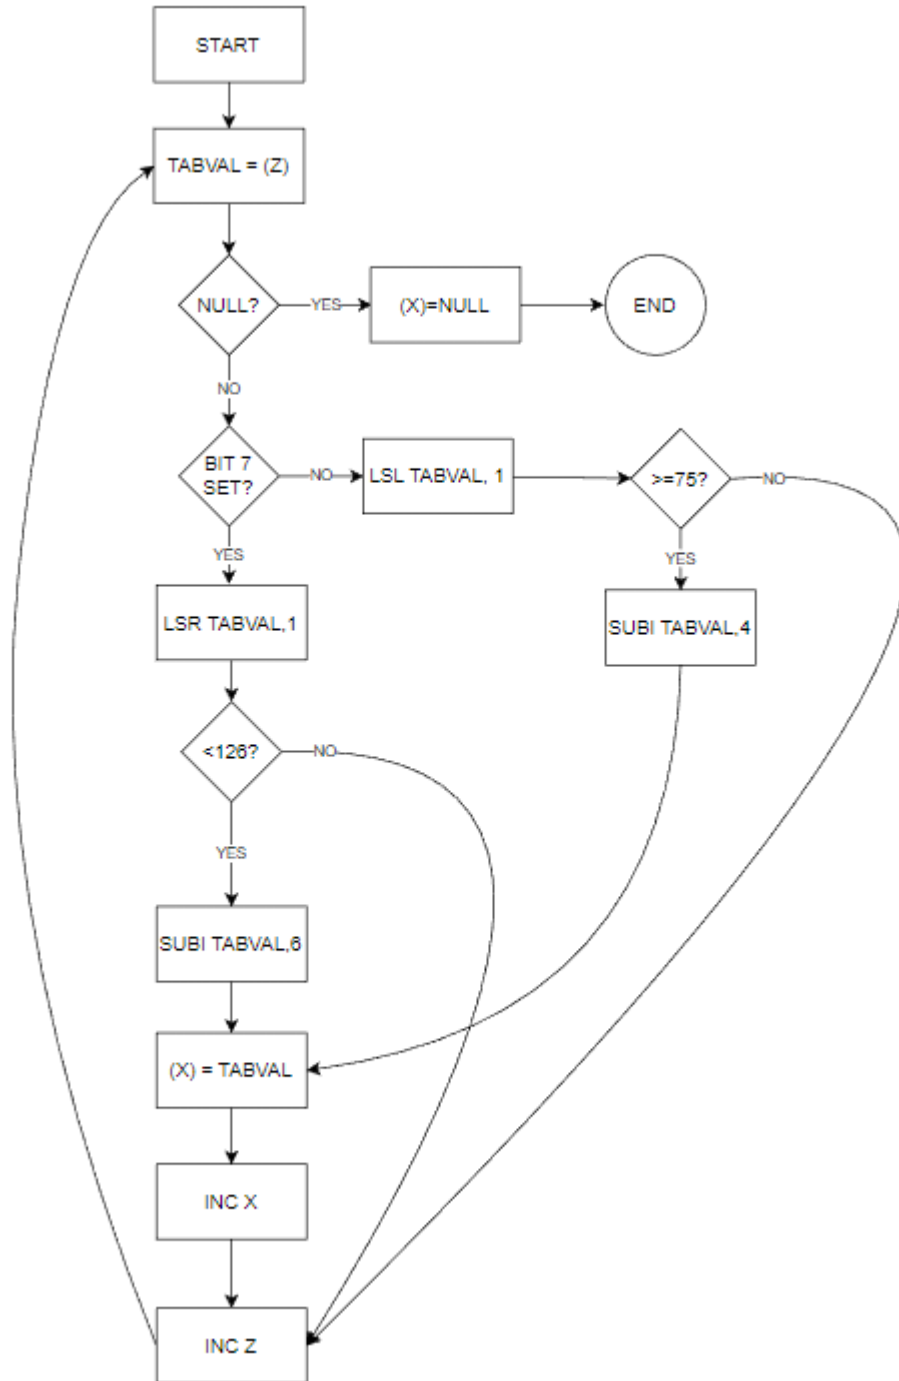 START
TABVAL = (Z)
NULL?
YES
(X)=NULL
END
NO
BIT 7
SET?
NO
LSL TABVAL, 1
>=75?
NO
YES
YES
LSR TABVAL,1
SUBI TABVAL,4
<126?
NO
YES
SUBI TABVAL,6
(X) = TABVAL
INC X
INC Z